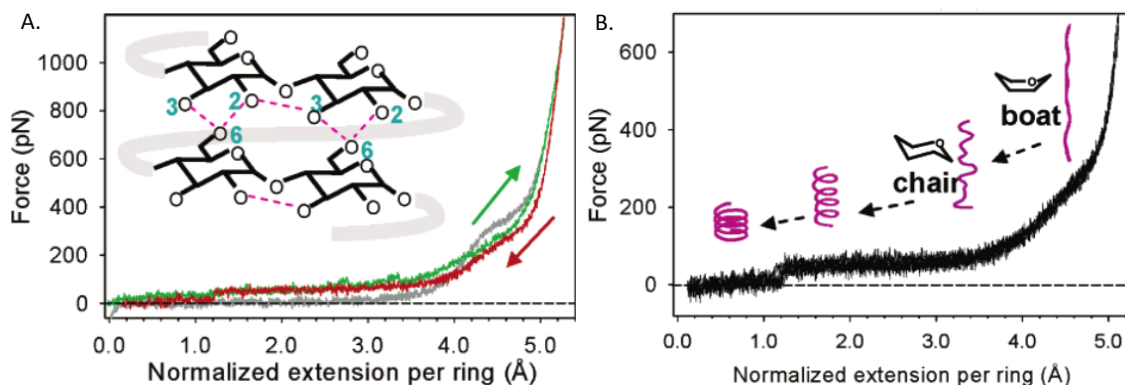 A.
1000
800
600
400
200
0
Force (pN)
0.0 1.0 2.0 3.0 4.0 5.0
Normalized extension per ring (Å)
O
O
O
O
O
O
3
O
2
O
3
O
2
O
6
O
6
O
O
O
O
O
O
O
O
B.
600
400
200
0
Force (pN)
0.0 1.0 2.0 3.0 4.0 5.0
Normalized extension per ring (Å)
O
boat
O
chair